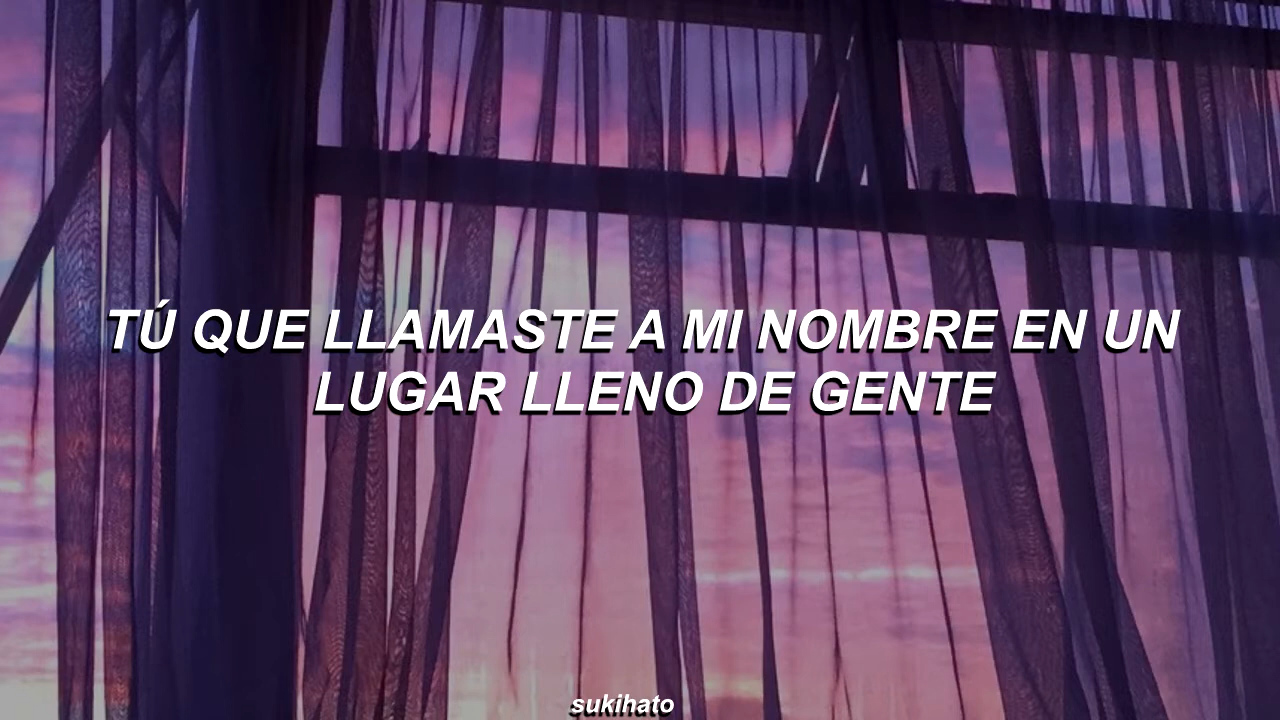 TÚ QUE LLAMASTE A MI NOMBRE EN UN
LUGAR LLENO DE GENTE
sukihato